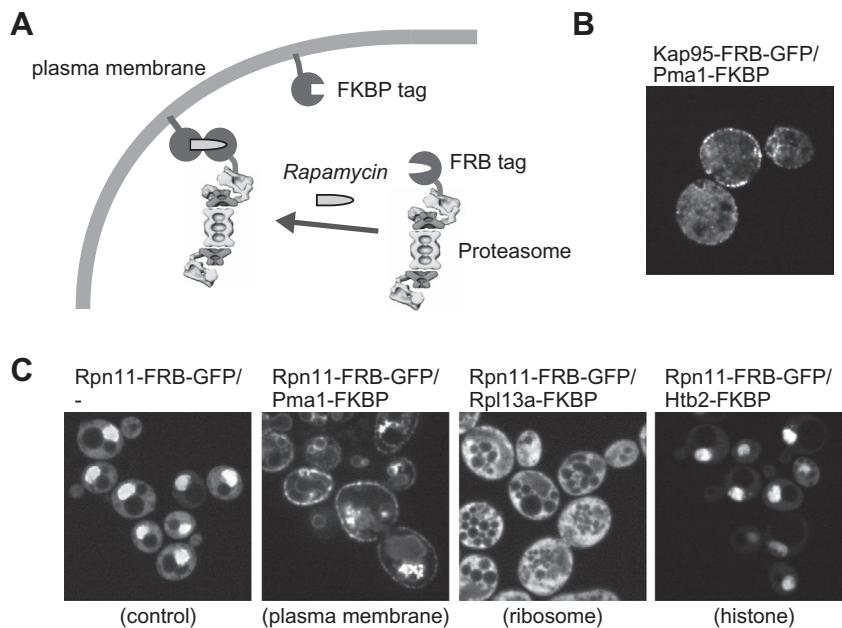 A
plasma membrane
FKBP tag
Rapamycin
FRB tag
Proteasome
B
Kap95-FRB-GFP/
Pma1-FKBP
C
Rpn11-FRB-GFP/
-
Rpn11-FRB-GFP/
Pma1-FKBP
Rpn11-FRB-GFP/
Rpl13a-FKBP
Rpn11-FRB-GFP/
Htb2-FKBP
(control)
(plasma membrane)
(ribosome)
(histone)